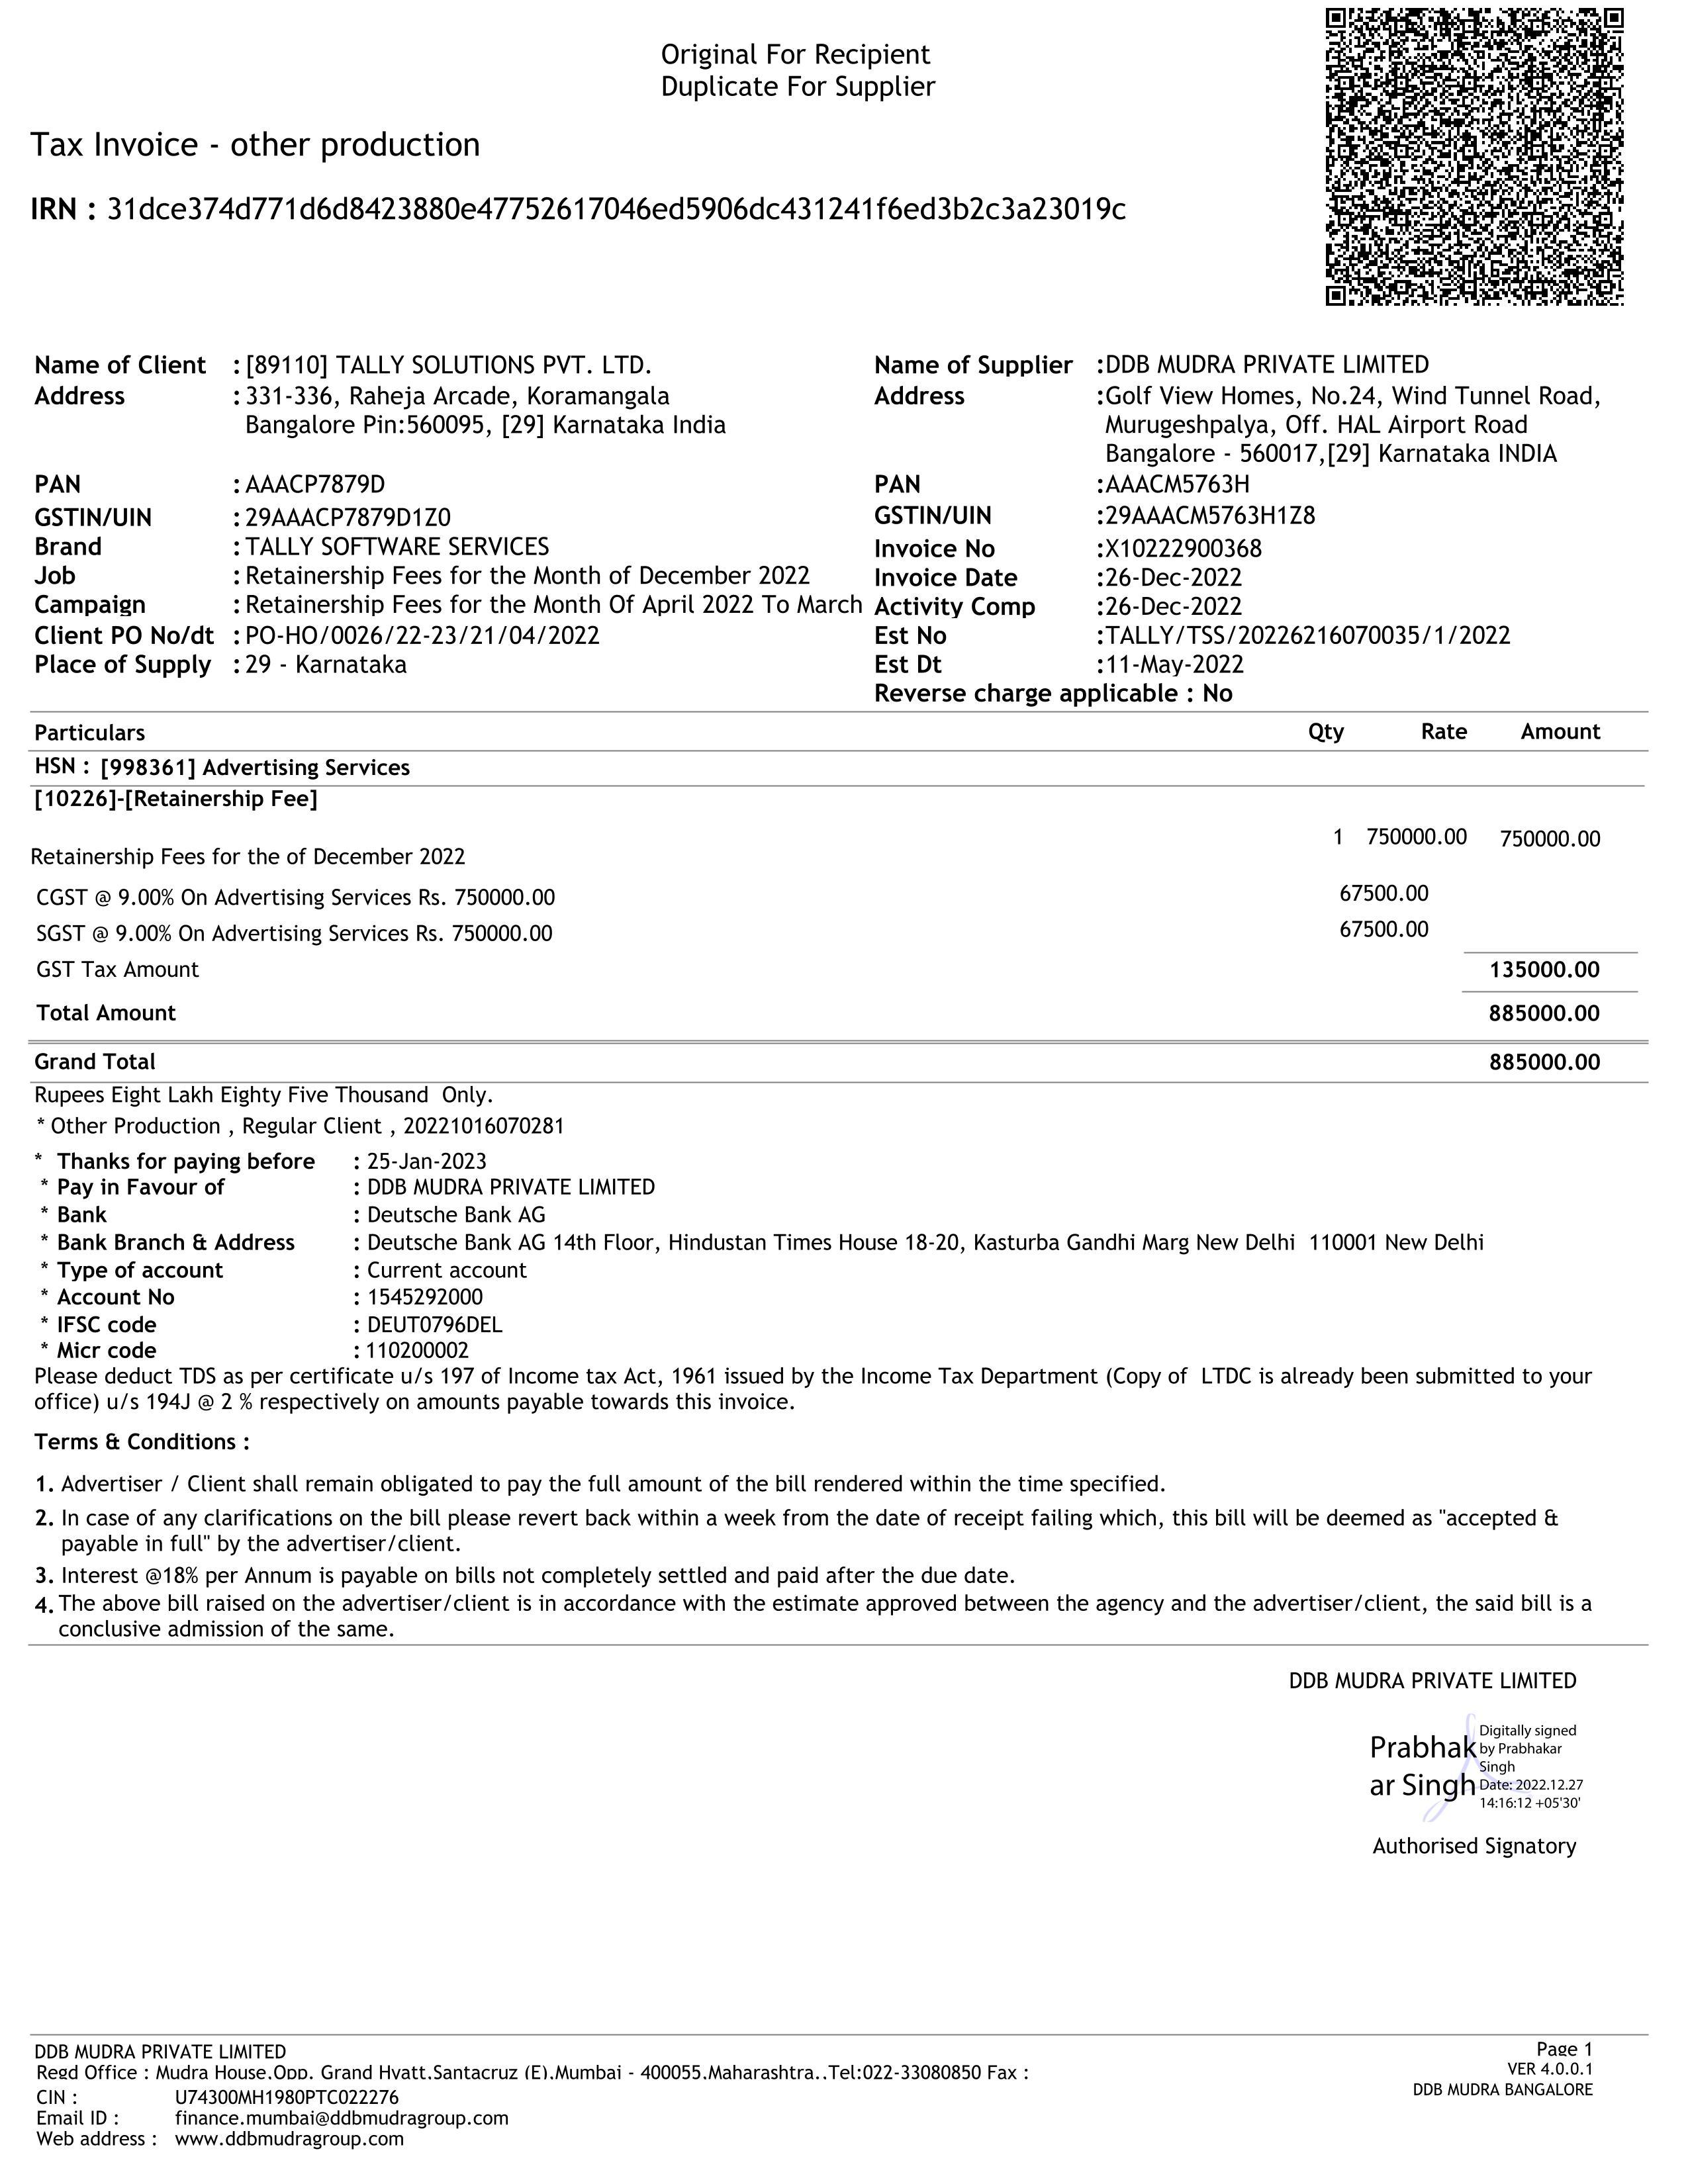 Original For Recipient
Duplicate For Supplier
Tax Invoice - other production
IRN : 31dce374d771d6d8423880e47752617046ed5906dc431241f6ed3b2c3a23019c
Name of Client : [89110] TALLY SOLUTIONS PVT. LTD.
Address : 331-336, Raheja Arcade, Koramangala
Bangalore Pin:560095, [29] Karnataka India
PAN : AAACP7879D
GSTIN/UIN : 29AAACP7879D1Z0
Brand : TALLY SOFTWARE SERVICES
Job : Retainership Fees for the Month of December 2022
Campaign : Retainership Fees for the Month Of April 2022 To March
Client PO No/dt : PO-HO/0026/22-23/21/04/2022
Place of Supply : 29 - Karnataka
Name of Supplier :DDB MUDRA PRIVATE LIMITED
Address :Golf View Homes, No.24, Wind Tunnel Road,
Murugeshpalya, Off. HAL Airport Road
Bangalore - 560017,[29] Karnataka INDIA
PAN :AAACM5763H
GSTIN/UIN :29AAACM5763H1Z8
Invoice No :X10222900368
Invoice Date :26-Dec-2022
Activity Comp :26-Dec-2022
Est No :TALLY/TSS/20226216070035/1/2022
Est Dt :11-May-2022
Reverse charge applicable : No
Particulars Qty Rate Amount
HSN : [998361] Advertising Services
[10226]-[Retainership Fee]
1 750000.00 750000.00
Retainership Fees for the of December 2022
CGST @ 9.00% On Advertising Services Rs. 750000.00 67500.00
SGST @ 9.00% On Advertising Services Rs. 750000.00 67500.00
GST Tax Amount 135000.00
Total Amount 885000.00
Grand Total 885000.00
Rupees Eight Lakh Eighty Five Thousand Only.
* Other Production , Regular Client , 20221016070281
* Thanks for paying before : 25-Jan-2023
* Pay in Favour of : DDB MUDRA PRIVATE LIMITED
* Bank : Deutsche Bank AG
* Bank Branch & Address : Deutsche Bank AG 14th Floor, Hindustan Times House 18-20, Kasturba Gandhi Marg New Delhi 110001 New Delhi
* Type of account : Current account
* Account No : 1545292000
* IFSC code : DEUT0796DEL
* Micr code : 110200002
Please deduct TDS as per certificate u/s 197 of Income tax Act, 1961 issued by the Income Tax Department (Copy of LTDC is already been submitted to your
office) u/s 194J @ 2 % respectively on amounts payable towards this invoice.
Terms & Conditions :
1. Advertiser / Client shall remain obligated to pay the full amount of the bill rendered within the time specified.
2. In case of any clarifications on the bill please revert back within a week from the date of receipt failing which, this bill will be deemed as "accepted &
payable in full" by the advertiser/client.
3. Interest @18% per Annum is payable on bills not completely settled and paid after the due date.
4. The above bill raised on the advertiser/client is in accordance with the estimate approved between the agency and the advertiser/client, the said bill is a
conclusive admission of the same.
DDB MUDRA PRIVATE LIMITED
Prabhak
ar Singh
Digitally signed
by Prabhakar
Singh
Date: 2022.12.27
14:16:12 +05'30'
Authorised Signatory
DDB MUDRA PRIVATE LIMITED
Regd Office : Mudra House,Opp. Grand Hyatt,Santacruz (E),Mumbai - 400055,Maharashtra,.Tel:022-33080850 Fax :
CIN : U74300MH1980PTC022276
Email ID : finance.mumbai@ddbmudragroup.com
Web address : www.ddbmudragroup.com
Page 1
VER 4.0.0.1
DDB MUDRA BANGALORE